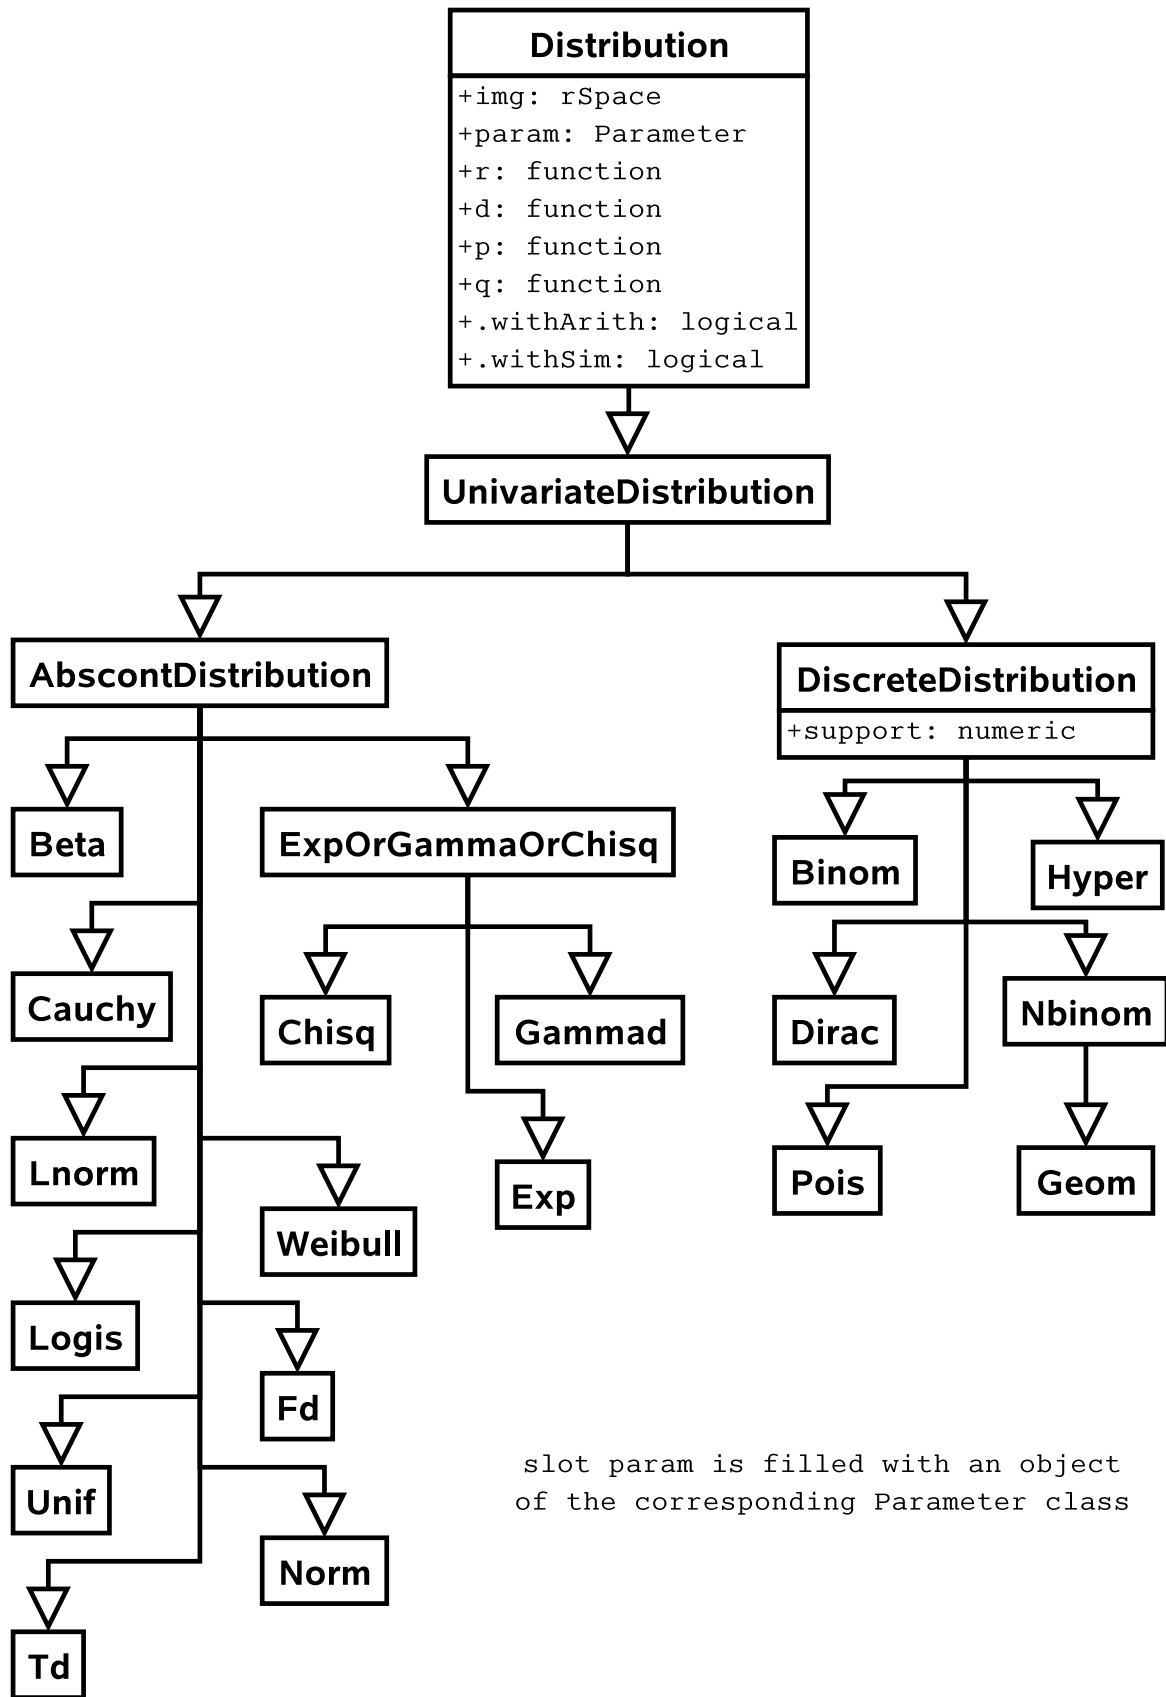 Distribution
+img: rSpace
+param: Parameter
+r: function
+d: function
+p: function
+q: function
+.withArith: logical
+.withSim: logical
UnivariateDistribution
AbscontDistribution
DiscreteDistribution
+support: numeric
Beta
ExpOrGammaOrChisq
Binom
Hyper
Cauchy
Chisq
Gammad
Dirac
Nbinom
Lnorm
Weibull
Exp
Pois
Geom
Logis
Fd
Unif
Norm
Td
slot param is filled with an object
of the corresponding Parameter class